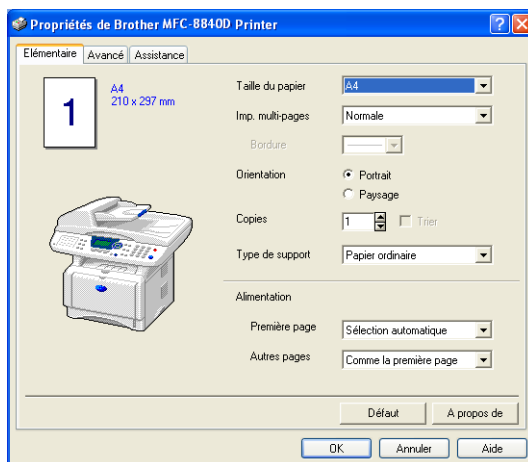 Propriétés de Brother MFC-8840D Printer
Elémentaire Avancé Assistance
1
A4
210 x 297 mm
Taille du papier A4
Imp. multi-pages Normale
Bordure
Orientation Portrait
Paysage
Copies 1 Trier
Type de support Papier ordinaire
Alimentation
Première page Sélection automatique
Autres pages Comme la première page
Défaut A propos de
OK Annuler Aide